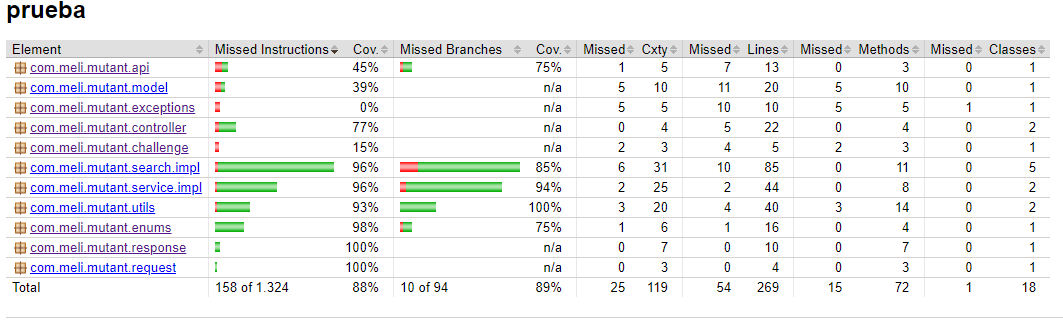 prueba
Element Missed Instructions Cov. Missed Branches Cov. Missed Cxty Missed Lines Missed Methods Missed Classes
com.meli.mutant.api 45% 75% 1 5 7 13 0 3 0 1
com.meli.mutant.model 39% n/a 5 10 11 20 5 10 0 1
com.meli.mutant.exceptions 0% n/a 5 5 10 10 5 5 1 1
com.meli.mutant.controller 77% n/a 0 4 5 22 0 4 0 2
com.meli.mutant.challenge 15% n/a 2 3 4 5 2 3 0 1
com.meli.mutant.search.impl 96% 85% 6 31 10 85 0 11 0 5
com.meli.mutant.service.impl 96% 94% 2 25 2 44 0 8 0 2
com.meli.mutant.utils 93% 100% 3 20 4 40 3 14 0 2
com.meli.mutant.enums 98% 75% 1 6 1 16 0 4 0 1
com.meli.mutant.response 100% n/a 0 7 0 10 0 7 0 1
com.meli.mutant.request 100% n/a 0 3 0 4 0 3 0 1
Total 158 of 1.324 88% 10 of 94 89% 25 119 54 269 15 72 1 18